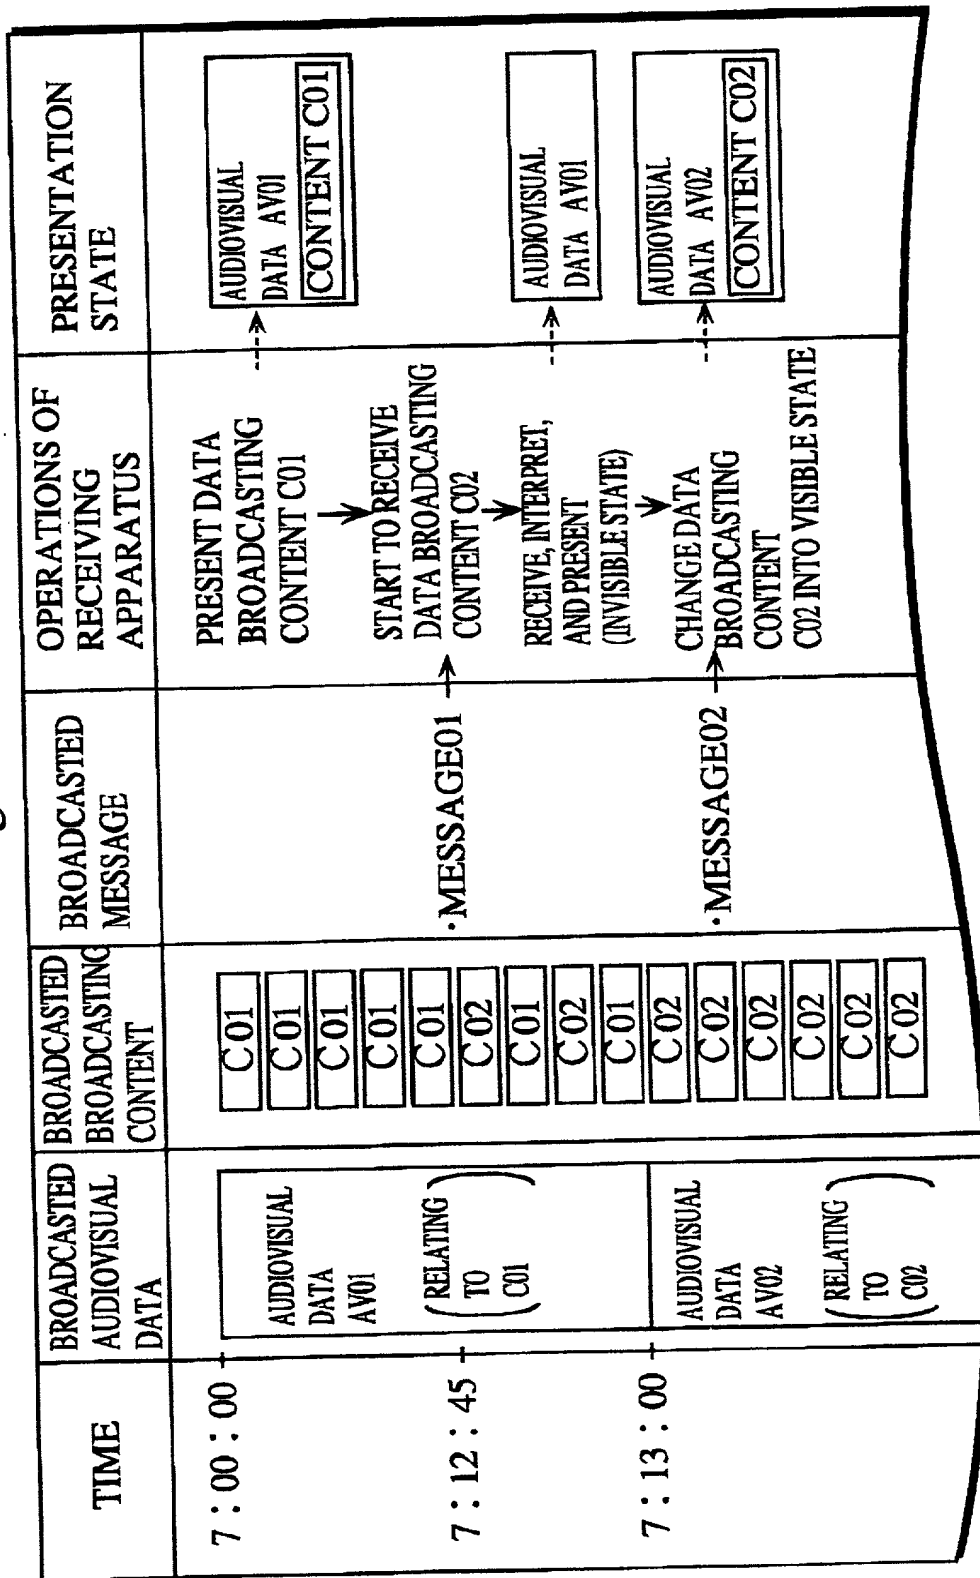 TIME
BROADCASTED
AUDIOVISUAL
DATA
BROADCASTED
BROADCASTING
CONTENT
BROADCASTED
MESSAGE
OPERATIONS OF
RECEIVING
APPARATUS
PRESENTATION
STATE
7 : 00 : 00
7 : 12 : 45
7 : 13 : 00
AUDIOVISUAL
DATA
AV01
(RELATING
TO
C01)
AUDIOVISUAL
DATA
AV02
(RELATING
TO
C02)
C01
C01
C01
C01
C01
C02
C01
C02
C01
C02
C02
C02
C02
C02
C02
·MESSAGE01
·MESSAGE02
PRESENT DATA
BROADCASTING
CONTENT C01
START TO RECEIVE
DATA BROADCASTING
CONTENT C02
RECEIVE, INTERPRET,
AND PRESENT
(INVISIBLE STATE)
CHANGE DATA
BROADCASTING
CONTENT
C02 INTO VISIBLE STATE
AUDIOVISUAL
DATA AV01
CONTENT C01
AUDIOVISUAL
DATA AV01
AUDIOVISUAL
DATA AV02
CONTENT C02